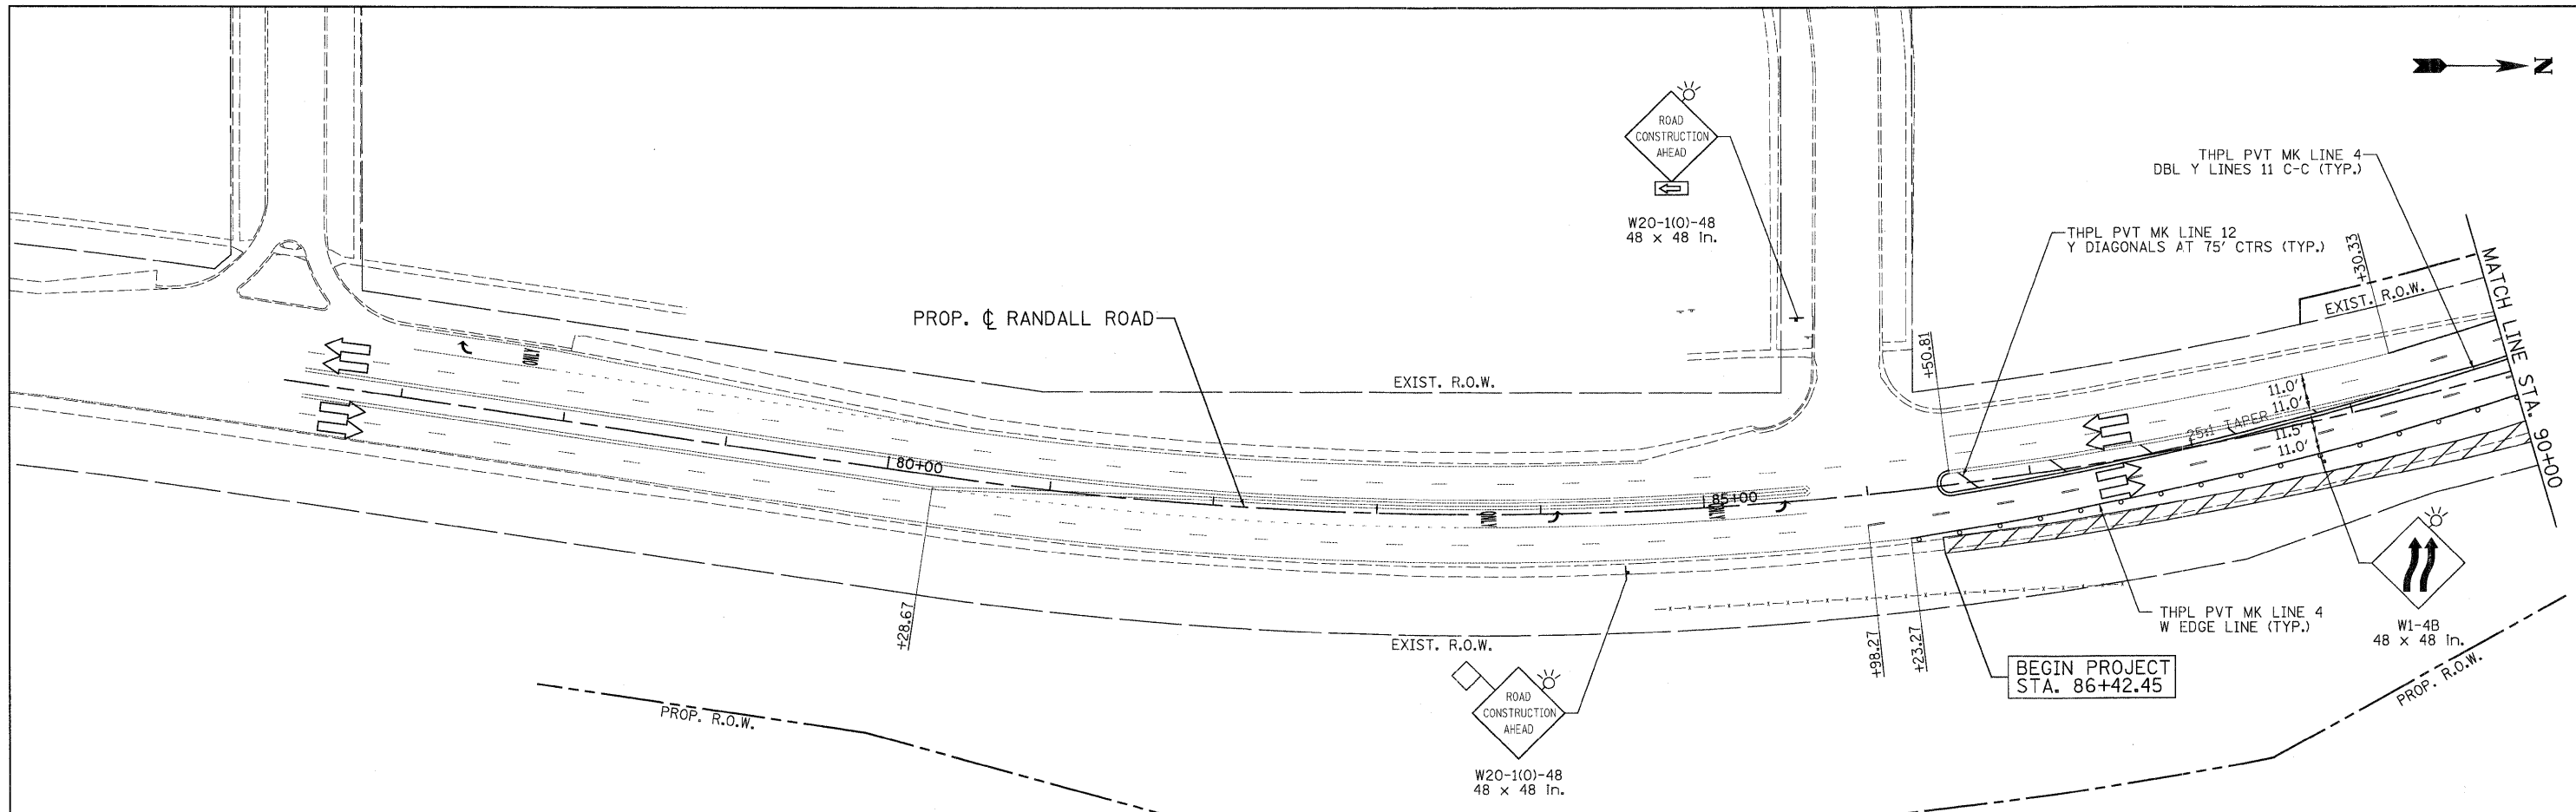 N
ROAD
CONSTRUCTION
AHEAD
W20-1(0)-48
48 x 48 in.
THPL PVT MK LINE 4
DBL Y LINES 11 C-C (TYP.)
THPL PVT MK LINE 12
Y DIAGONALS AT 75' CTRS (TYP.)
+30.33
MATCH LINE STA. 90+00
EXIST. R.O.W.
PROP. ℄ RANDALL ROAD
+50.81
EXIST. R.O.W.
ONLY
11.0'
11.0'
25:1 TAPER
11.5'
11.0'
80+00
85+00
ONLY
ONLY
+28.67
EXIST. R.O.W.
+98.27
+23.27
THPL PVT MK LINE 4
W EDGE LINE (TYP.)
W1-4B
48 x 48 in.
BEGIN PROJECT
STA. 86+42.45
PROP. R.O.W.
PROP. R.O.W.
ROAD
CONSTRUCTION
AHEAD
W20-1(0)-48
48 x 48 in.